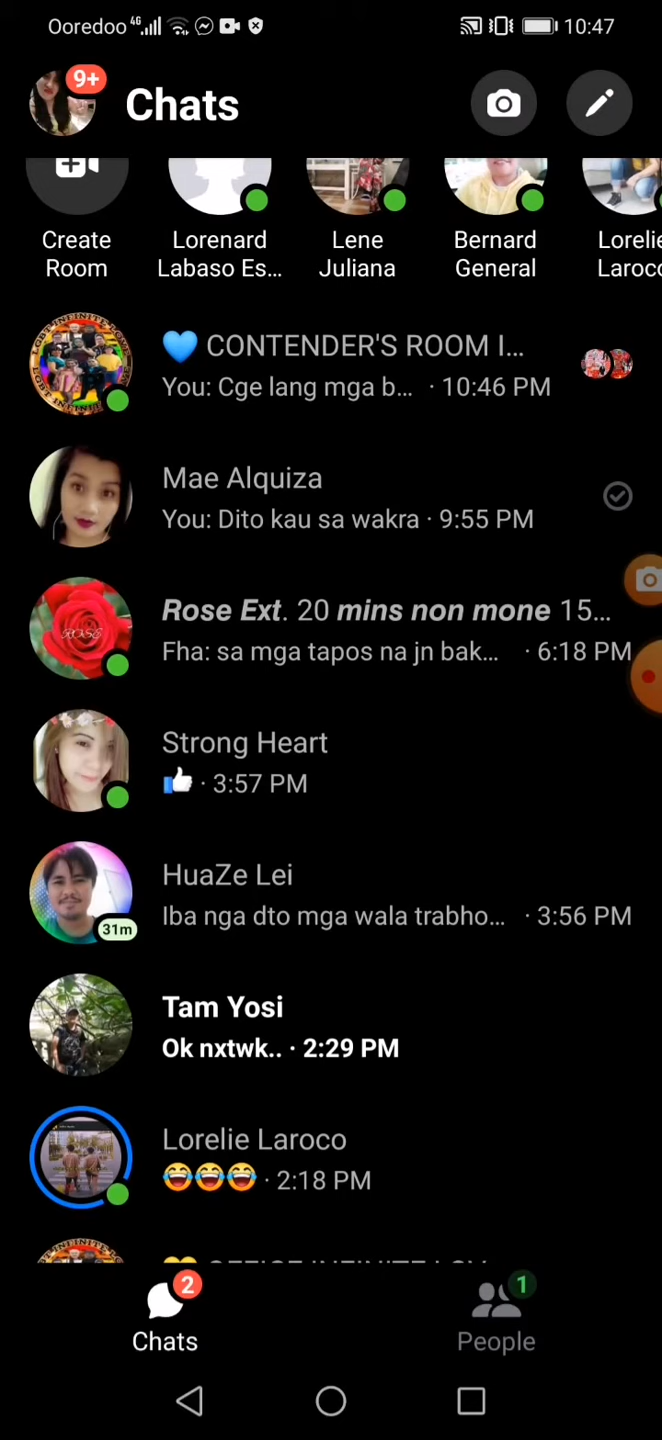 Ooredoo 4G 10:47
9+ Chats
Create Room
Lorenard Labaso Es...
Lene Juliana
Bernard General
Lorelie Laroco
💙 CONTENDER'S ROOM I...
You: Cge lang mga b... · 10:46 PM
Mae Alquiza
You: Dito kau sa wakra · 9:55 PM
Rose Ext. 20 mins non mone 15...
Fha: sa mga tapos na jn bak... · 6:18 PM
ROSE
Strong Heart
👍 · 3:57 PM
HuaZe Lei
Iba nga dto mga wala trabho... · 3:56 PM
31m
Tam Yosi
Ok nxtwk.. · 2:29 PM
Lorelie Laroco
😂😂😂 · 2:18 PM
2 1
Chats People